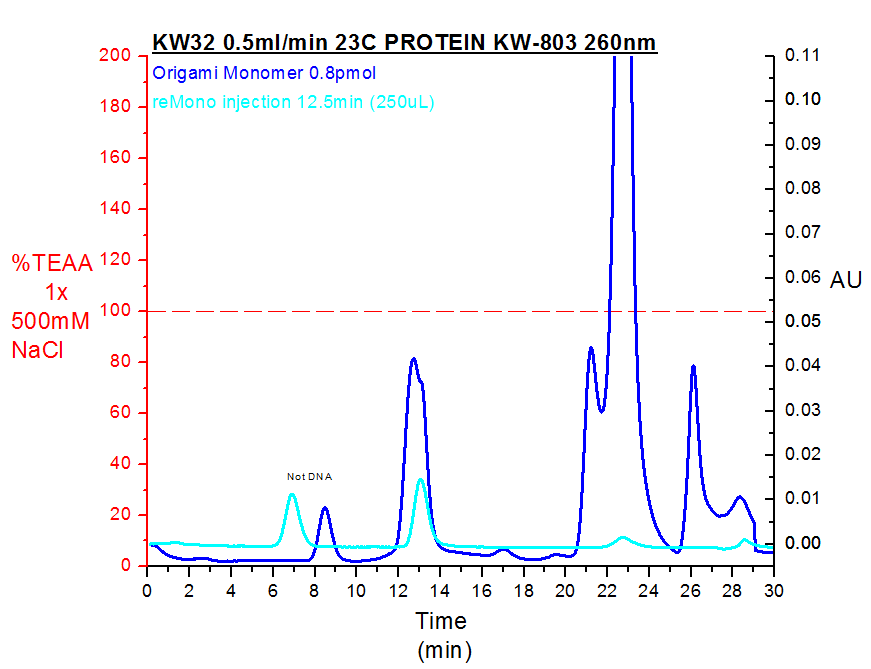 KW32 0.5ml/min 23C PROTEIN KW-803 260nm
Origami Monomer 0.8pmol
reMono injection 12.5min (250uL)
200
180
160
140
120
100
80
60
40
20
0
%TEAA
1x
500mM
NaCl
0.11
0.10
0.09
0.08
0.07
0.06
0.05
0.04
0.03
0.02
0.01
0.00
AU
Not DNA
0 2 4 6 8 10 12 14 16 18 20 22 24 26 28 30
Time
(min)